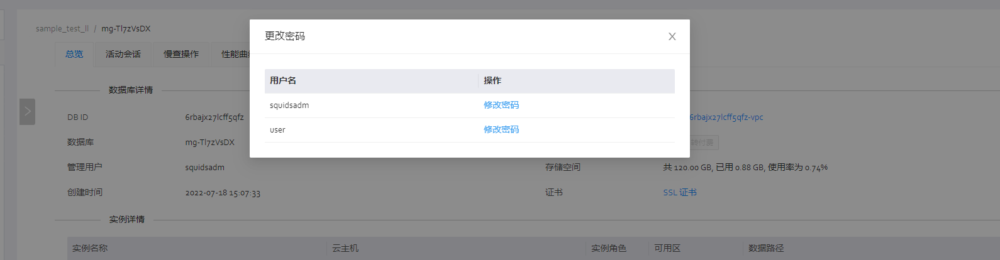 sample_test_ll / mg-Tl7zVsDX
更改密码
总览 活动会话 慢查操作 性能曲
用户名 操作
数据库详情
squidsadm 修改密码
DB ID 6rbajx27lcff5qfz 6rbajx27lcff5qfz-vpc
user 修改密码
数据库 mg-Tl7zVsDX 转付费
管理用户 squidsadm 存储空间 共 120.00 GB, 已用 0.88 GB, 使用率为 0.74%
创建时间 2022-07-18 15:07:33 证书 SSL 证书
实例详情
实例名称 云主机 实例角色 可用区 数据路径